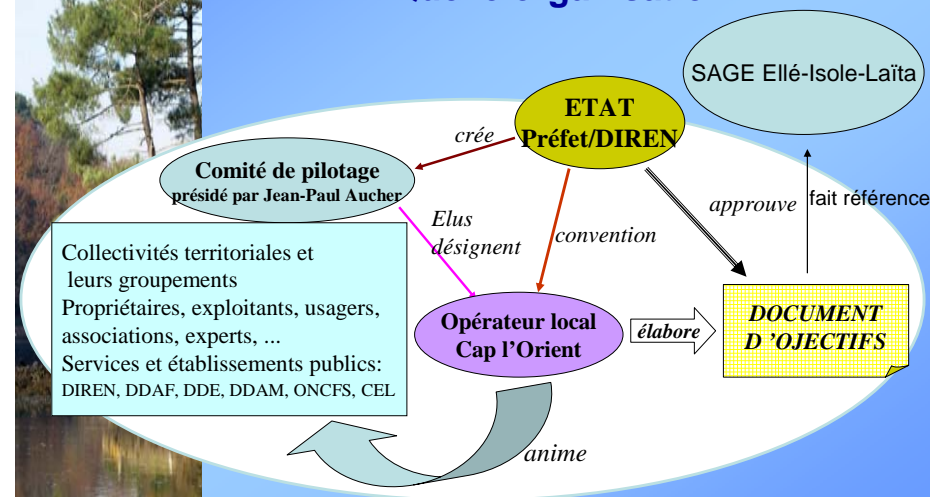 SAGE Ellé-Isole-Laïta
ETAT
Préfet/DIREN
crée
Comité de pilotage
présidé par Jean-Paul Aucher
approuve
fait référence
Elus
désignent
convention
Collectivités territoriales et
leurs groupements
Propriétaires, exploitants, usagers,
associations, experts, ...
Services et établissements publics:
DIREN, DDAF, DDE, DDAM, ONCFS, CEL
Opérateur local
Cap l'Orient
élabore
DOCUMENT
D 'OJECTIFS
anime